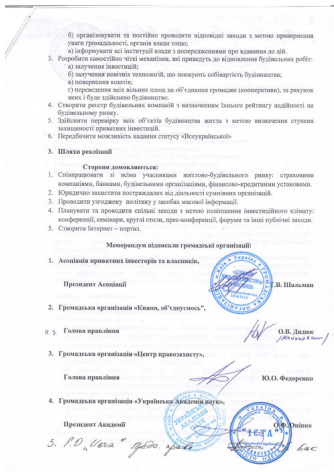 б) організовувати та постійно проводити відповідні заходи з метою привернення
уваги громадськості, органів влади тощо;
в) інформувати всі інституції влади з попередженнями про вдавання до дій.
3. Розробити самостійно чіткі механізми, які приведуть до відновлення будівельних робіт:
а) залучення інвестицій;
б) залучення новітніх технологій, що знижують собівартість будівництва;
в) повернення коштів;
г) переведення всіх вільних площ на об'єднання громадян (кооперативи), за рахунок
яких і буде здійснено будівництво.
4. Створити реєстр будівельних компаній з визначенням їхнього рейтингу надійності на
будівельному ринку.
5. Здійснити перевірку всіх об'єктів будівництва житла з метою визначення ступеня
захищеності приватних інвестицій.
6. Передбачити можливість надання статусу «Всеукраїнської»
3. Шляхи реалізації
Сторони домовляються:
1. Співпрацювати зі всіма учасниками житлово-будівельного ринку: страховими
компаніями, банками, будівельними організаціями, фінансово-кредитними установами.
2. Юридично захистити постраждалих від діяльності сумнівних організацій.
3. Проводити узгоджену політику у засобах масової інформації.
4. Планувати та проводити спільні заходи з метою поліпшення інвестиційного клімату:
конференції, семінари, круглі столи, прес-конференції, форуми та інші публічні заходи.
5. Створити Інтернет – портал.
Меморандум підписали громадські організації:
1. Асоціація приватних інвесторів та власників,
Президент Асоціації В. Шальман
2. Громадська організація «Кияни, об'єднуємось»,
Голова правління О.В. Дядюк
3. Громадська організація «Центр правозахисту»,
Голова правління Ю.О. Федоренко
4. Громадська організація «Українська Академія наук»,
Президент Академії О.Ф. Оніпко
5.